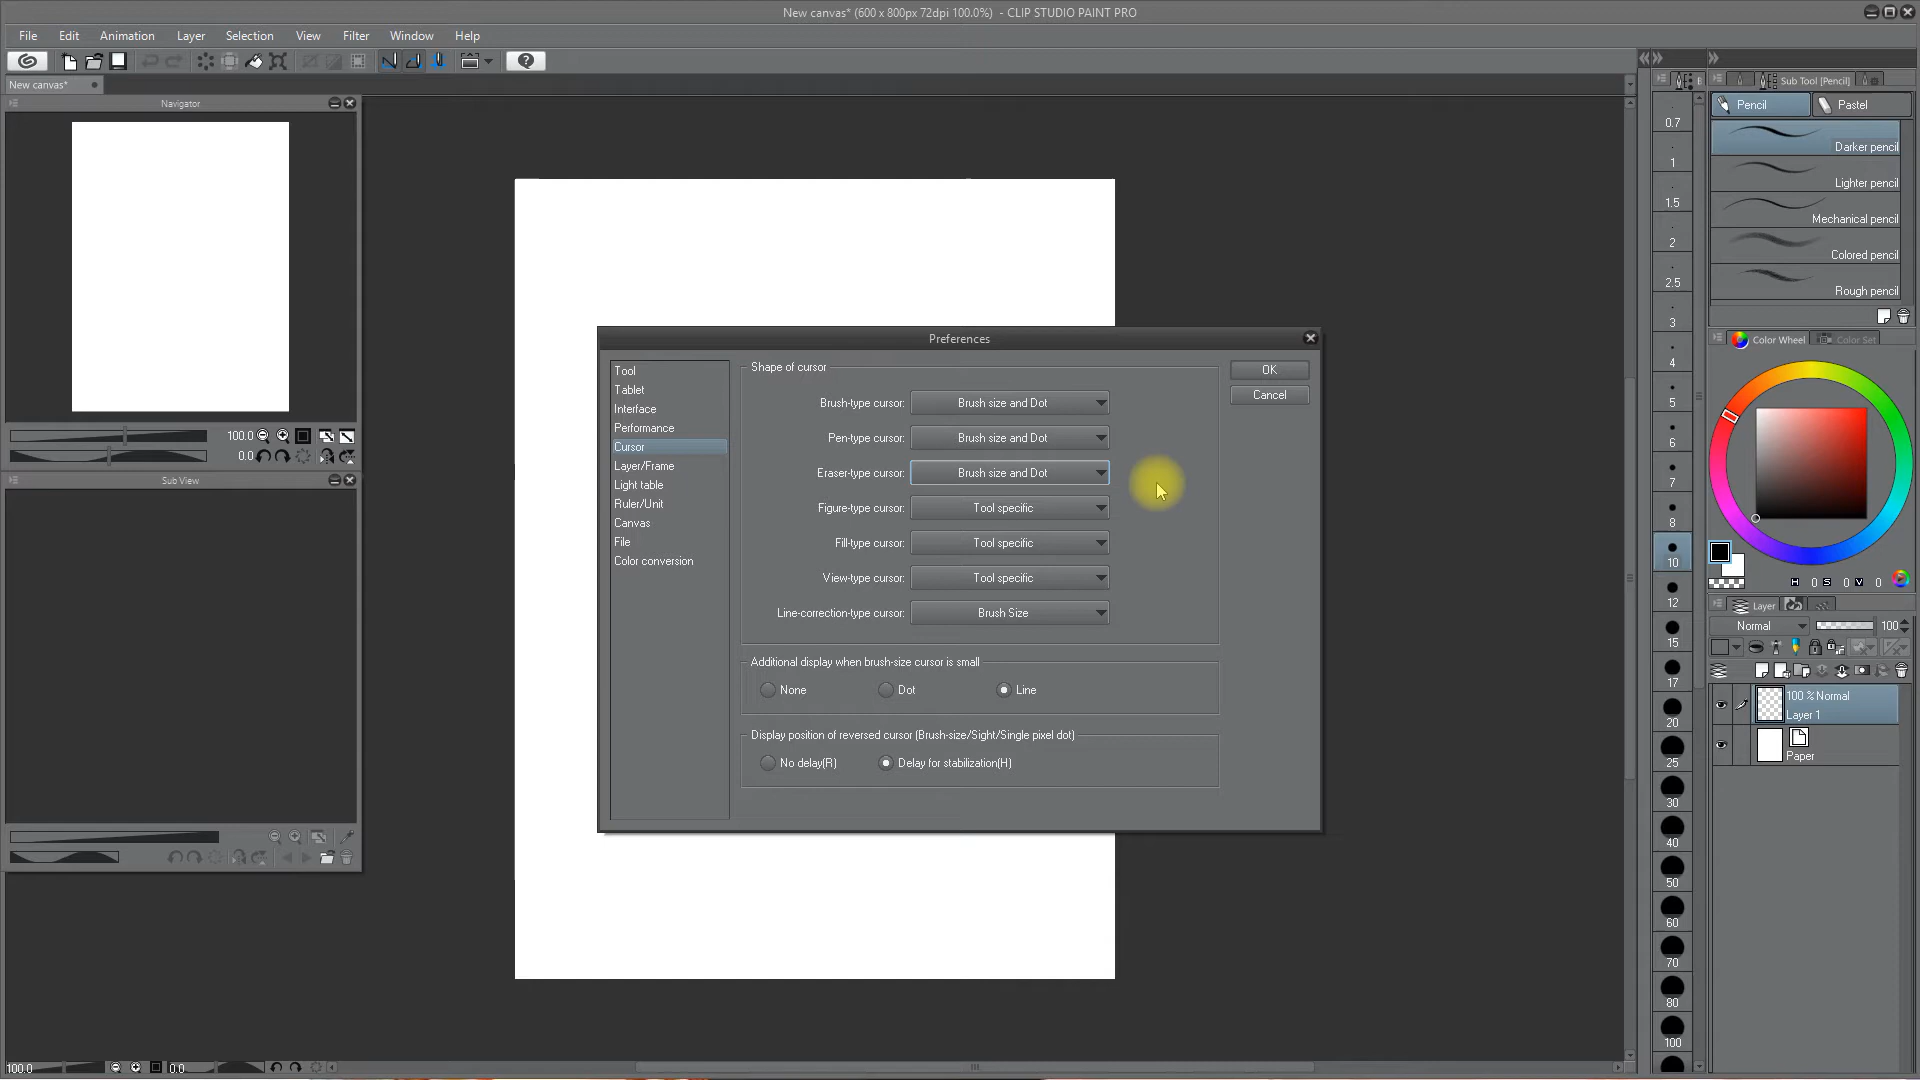 New canvas* (600 x 800px 72dpi 100.0%) - CLIP STUDIO PAINT PRO
File Edit Animation Layer Selection View Filter Window Help
New canvas*
Navigator
100.0
0.0
Sub View
Preferences
Tool
Tablet
Interface
Performance
Cursor
Layer/Frame
Light table
Ruler/Unit
Canvas
File
Color conversion
Shape of cursor
Brush-type cursor: Brush size and Dot
Pen-type cursor: Brush size and Dot
Eraser-type cursor: Brush size and Dot
Figure-type cursor: Tool specific
Fill-type cursor: Tool specific
View-type cursor: Tool specific
Line-correction-type cursor: Brush Size
Additional display when brush-size cursor is small
None Dot Line
Display position of reversed cursor (Brush-size/Sight/Single pixel dot)
No delay(R) Delay for stabilization(H)
OK
Cancel
0.7
1
1.5
2
2.5
3
4
5
6
7
8
10
12
15
17
20
25
30
40
50
60
70
80
100
Sub Tool [Pencil]
Pencil Pastel
Darker pencil
Lighter pencil
Mechanical pencil
Colored pencil
Rough pencil
Color Wheel Color Set
H 0 S 0 V 0
Layer
Normal 100
100 % Normal
Layer 1
Paper
100.0 0.0